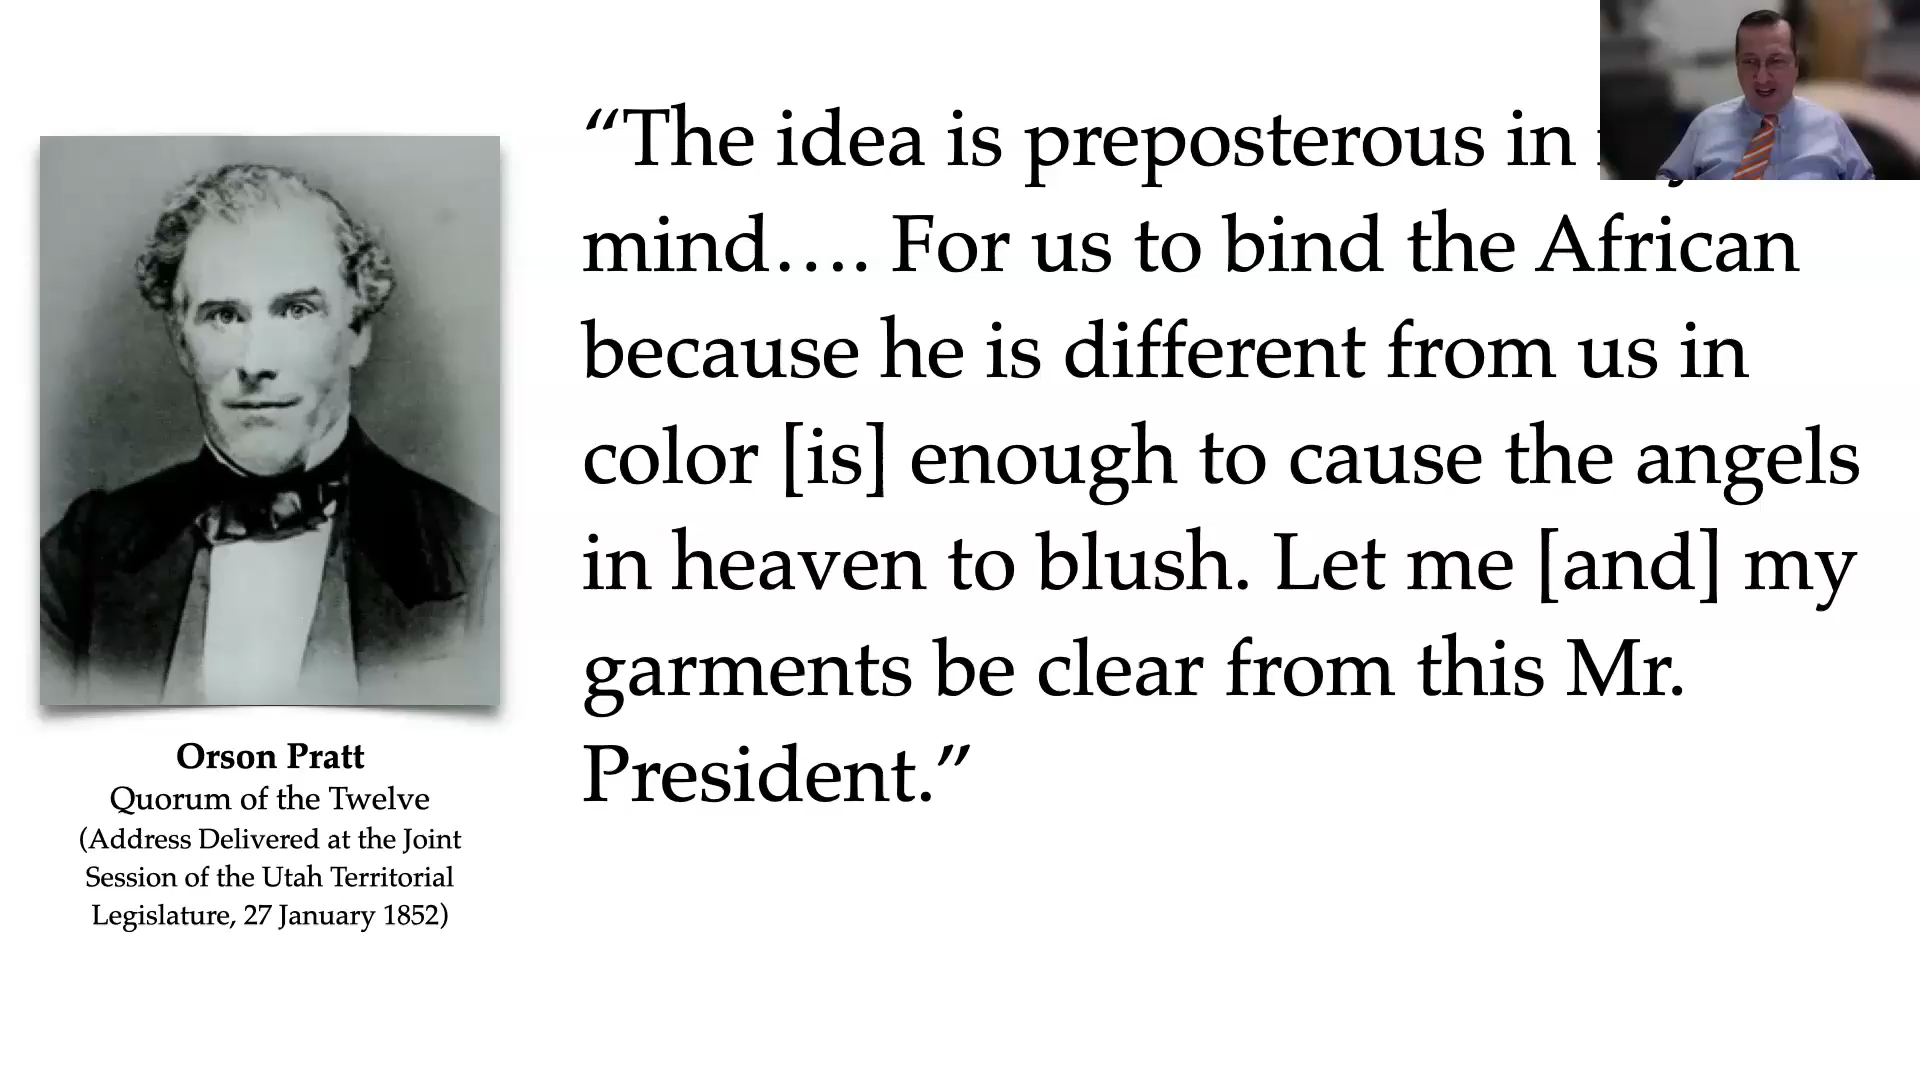 “The idea is preposterous in
mind…. For us to bind the African
because he is different from us in
color [is] enough to cause the angels
in heaven to blush. Let me [and] my
garments be clear from this Mr.
President.”
Orson Pratt
Quorum of the Twelve
(Address Delivered at the Joint
Session of the Utah Territorial
Legislature, 27 January 1852)